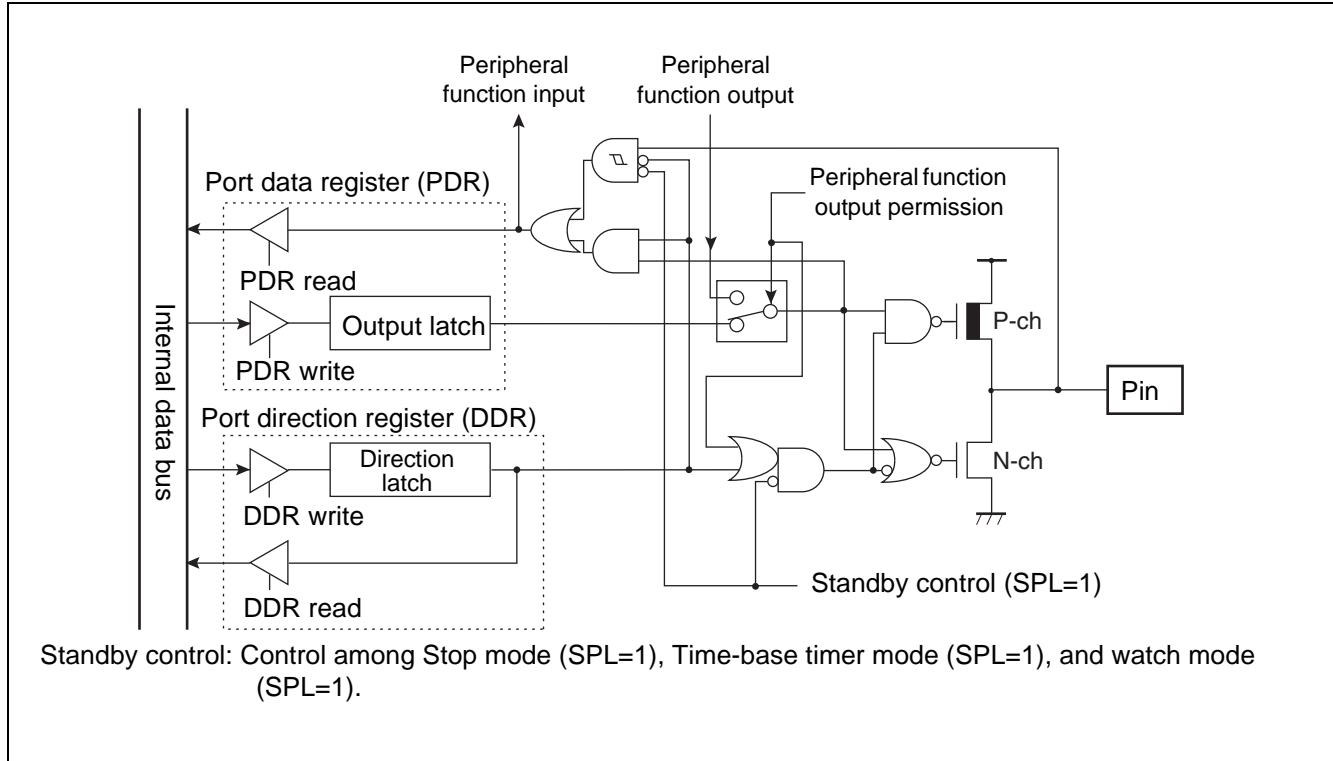 Peripheral
function input
Peripheral
function output
Port data register (PDR)
Peripheral function
output permission
PDR read
Output latch
PDR write
P-ch
Pin
Port direction register (DDR)
Internal data bus
Direction
latch
N-ch
DDR write
Standby control (SPL=1)
DDR read
Standby control: Control among Stop mode (SPL=1), Time-base timer mode (SPL=1), and watch mode
(SPL=1).